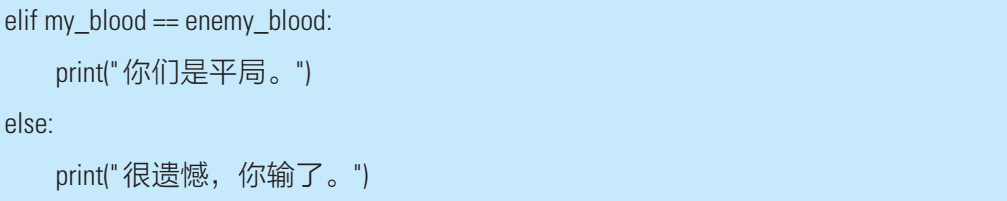 elif my_blood == enemy_blood:
    print("你们是平局。")
else:
    print("很遗憾，你输了。")